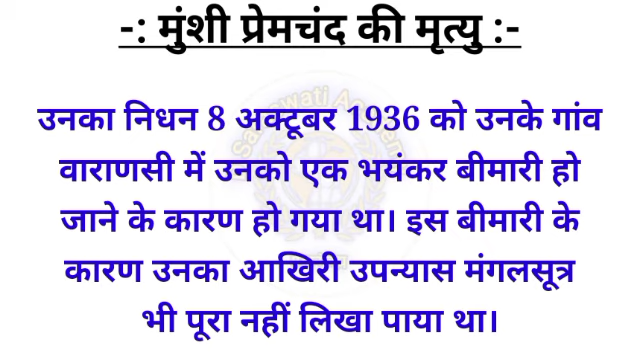 -: मुंशी प्रेमचंद की मृत्यु :-
उनका निधन 8 अक्टूबर 1936 को उनके गांव
वाराणसी में उनको एक भयंकर बीमारी हो
जाने के कारण हो गया था। इस बीमारी के
कारण उनका आखिरी उपन्यास मंगलसूत्र
भी पूरा नहीं लिखा पाया था।